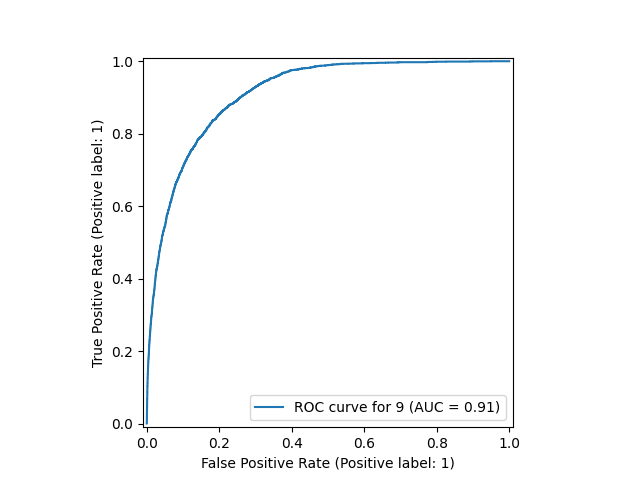 1.0
0.8
0.6
0.4
0.2
0.0
True Positive Rate (Positive label: 1)
ROC curve for 9 (AUC = 0.91)
0.0 0.2 0.4 0.6 0.8 1.0
False Positive Rate (Positive label: 1)